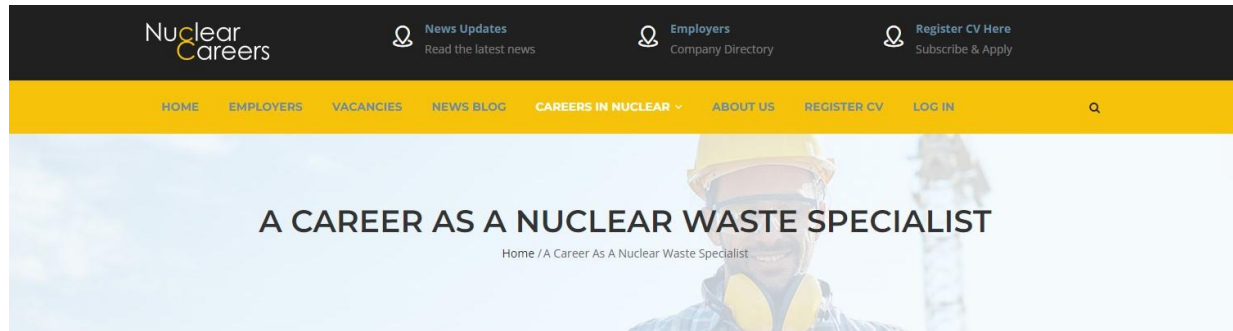 Nuclear
Careers
News Updates
Read the latest news
Employers
Company Directory
Register CV Here
Subscribe & Apply
HOME EMPLOYERS VACANCIES NEWS BLOG CAREERS IN NUCLEAR ABOUT US REGISTER CV LOG IN
A CAREER AS A NUCLEAR WASTE SPECIALIST
Home / A Career As A Nuclear Waste Specialist